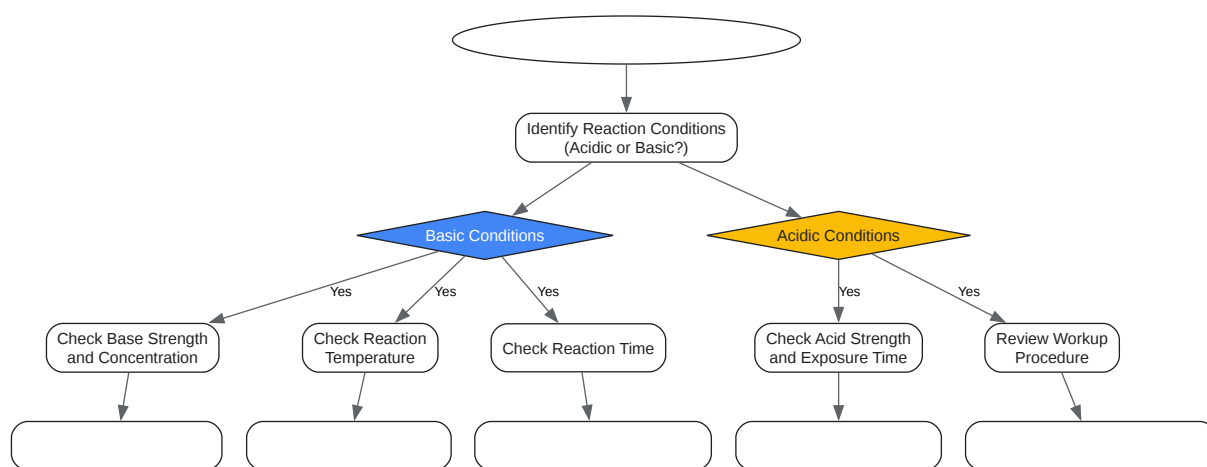 Identify Reaction Conditions
(Acidic or Basic?)
Basic Conditions
Acidic Conditions
Yes
Yes
Yes
Yes
Yes
Check Base Strength
and Concentration
Check Reaction
Temperature
Check Reaction Time
Check Acid Strength
and Exposure Time
Review Workup
Procedure